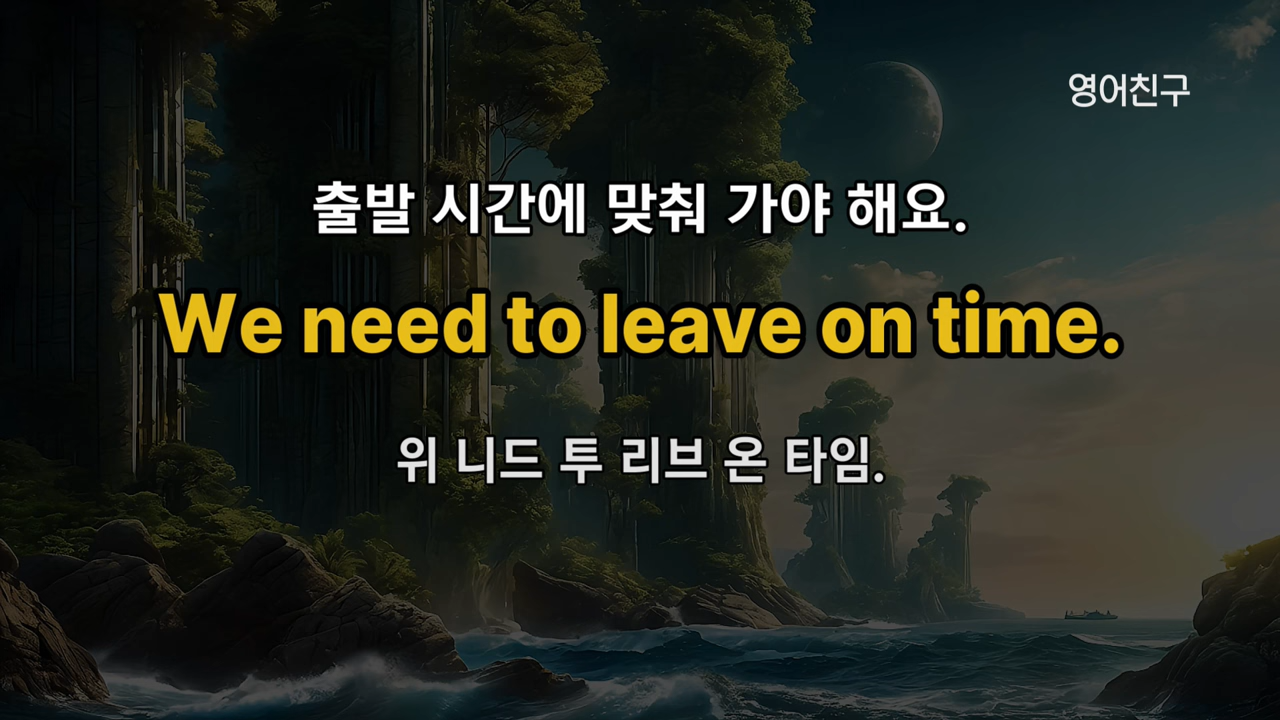 영어친구
출발 시간에 맞춰 가야 해요.
We need to leave on time.
위 니드 투 리브 온 타임.